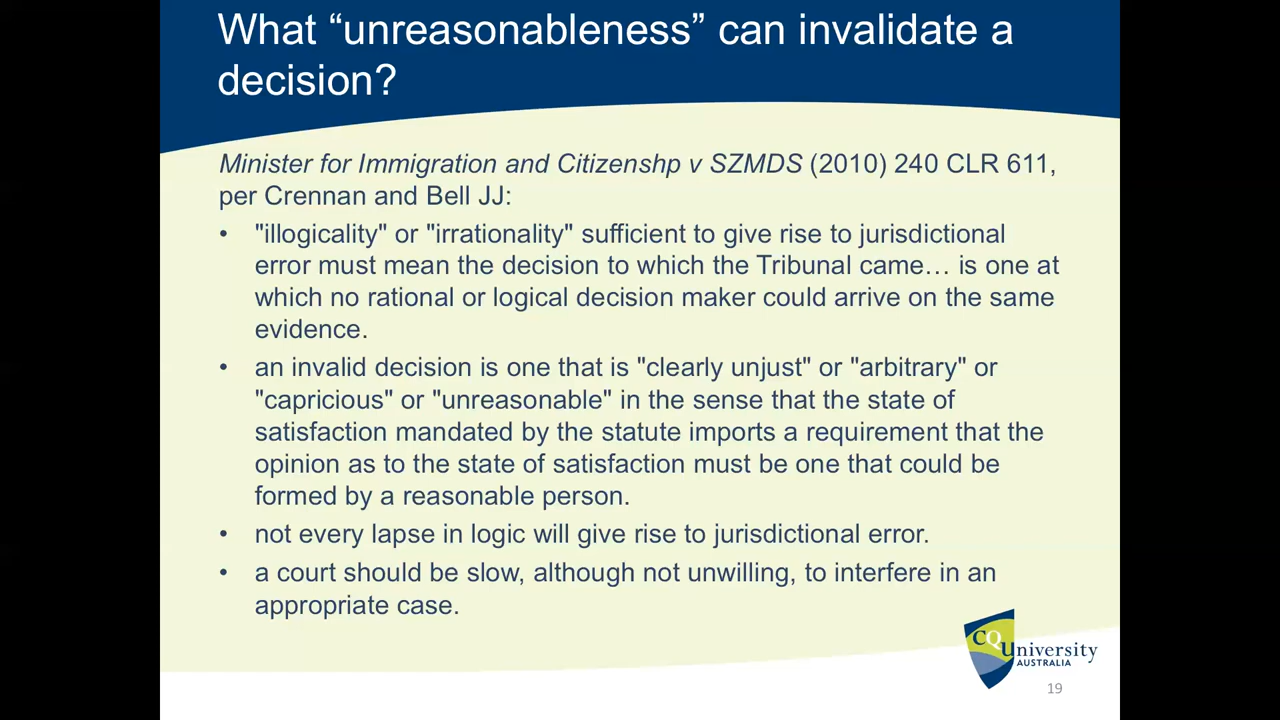 What “unreasonableness” can invalidate a
decision?
Minister for Immigration and Citizenshp v SZMDS (2010) 240 CLR 611,
per Crennan and Bell JJ:
• "illogicality" or "irrationality" sufficient to give rise to jurisdictional
error must mean the decision to which the Tribunal came… is one at
which no rational or logical decision maker could arrive on the same
evidence.
• an invalid decision is one that is "clearly unjust" or "arbitrary" or
"capricious" or "unreasonable" in the sense that the state of
satisfaction mandated by the statute imports a requirement that the
opinion as to the state of satisfaction must be one that could be
formed by a reasonable person.
• not every lapse in logic will give rise to jurisdictional error.
• a court should be slow, although not unwilling, to interfere in an
appropriate case.
CQUniversity
AUSTRALIA
19